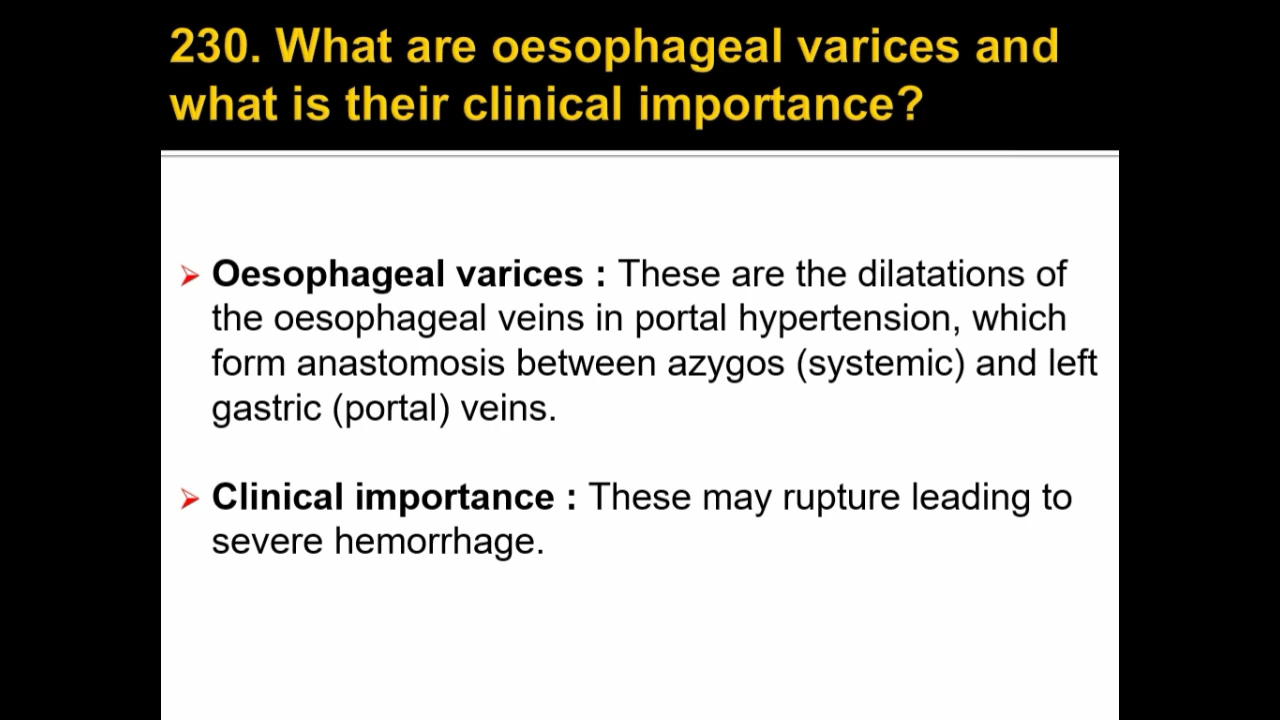 230. What are oesophageal varices and
what is their clinical importance?
Oesophageal varices : These are the dilatations of
the oesophageal veins in portal hypertension, which
form anastomosis between azygos (systemic) and left
gastric (portal) veins.
Clinical importance : These may rupture leading to
severe hemorrhage.